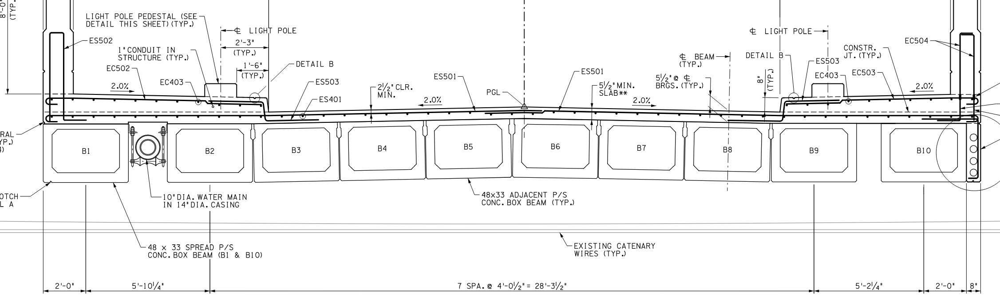 8'-0"
(TYP.)
LIGHT POLE PEDESTAL (SEE
DETAIL THIS SHEET) (TYP.)
ES502
1" CONDUIT IN
STRUCTURE (TYP.)
EC502
EC403
2.0%
℄ LIGHT POLE
2'-3"
(TYP.)
1'-6"
(TYP.)
DETAIL B
ES503
ES401
2½" CLR.
MIN.
ES501
2.0%
PGL
ES501
5½" MIN.
SLAB**
2.0%
5½" @ ℄
BRGS. (TYP.)
℄ BEAM
(TYP.)
℄ LIGHT POLE
DETAIL B
8"
(TYP.)
ES503
EC403
CONSTR.
JT. (TYP.)
EC503
2.0%
EC504
B1
B2
B3
B4
B5
B6
B7
B8
B9
B10
RAL
YP.)
4)
OTCH
L A
10" DIA. WATER MAIN
IN 14" DIA. CASING
48x33 ADJACENT P/S
CONC. BOX BEAM (TYP.)
48 x 33 SPREAD P/S
CONC. BOX BEAM (B1 & B10)
EXISTING CATENARY
WIRES (TYP.)
2'-0"
5'-10¼"
7 SPA. @ 4'-0½" = 28'-3½"
5'-2¼"
2'-0"
8"